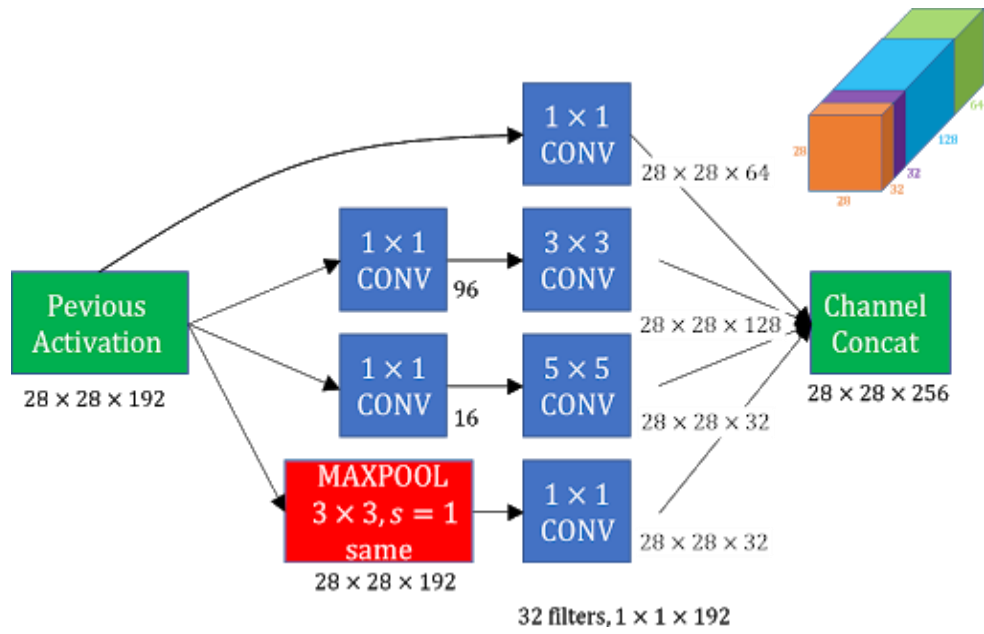 1 × 1
CONV
28 × 28 × 64
28
28
32
32
128
64
1 × 1
CONV
96
3 × 3
CONV
28 × 28 × 128
Pevious
Activation
28 × 28 × 192
1 × 1
CONV
16
5 × 5
CONV
28 × 28 × 32
Channel
Concat
28 × 28 × 256
MAXPOOL
3 × 3, s = 1
same
28 × 28 × 192
1 × 1
CONV
28 × 28 × 32
32 filters, 1 × 1 × 192